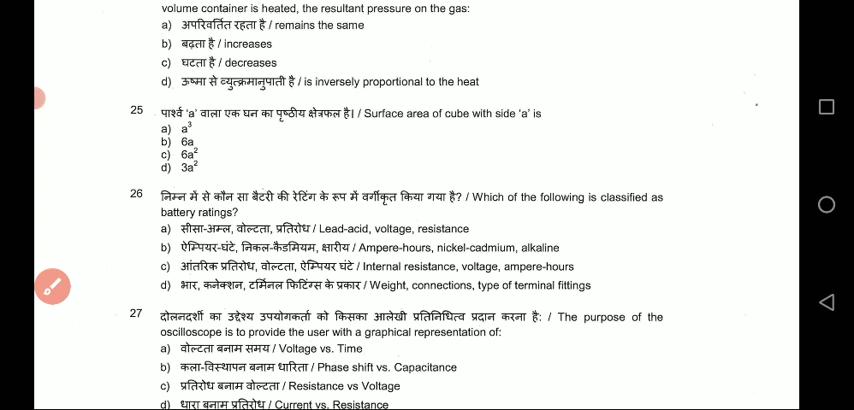 volume container is heated, the resultant pressure on the gas:
a) अपरिवर्तित रहता है / remains the same
b) बढ़ता है / increases
c) घटता है / decreases
d) ऊष्मा से व्युत्क्रमानुपाती है / is inversely proportional to the heat
25 पार्श्व 'a' वाला एक घन का पृष्ठीय क्षेत्रफल है| / Surface area of cube with side 'a' is
a) a³
b) 6a
c) 6a²
d) 3a²
26 निम्न में से कौन सा बैटरी की रेटिंग के रूप में वर्गीकृत किया गया है? / Which of the following is classified as
battery ratings?
a) सीसा-अम्ल, वोल्टता, प्रतिरोध / Lead-acid, voltage, resistance
b) ऐम्पियर-घंटे, निकल-कैडमियम, क्षारीय / Ampere-hours, nickel-cadmium, alkaline
c) आंतरिक प्रतिरोध, वोल्टता, ऐम्पियर घंटे / Internal resistance, voltage, ampere-hours
d) भार, कनेक्शन, टर्मिनल फिटिंग्स के प्रकार / Weight, connections, type of terminal fittings
27 दोलनदर्शी का उद्देश्य उपयोगकर्ता को किसका आलेखी प्रतिनिधित्व प्रदान करना है: / The purpose of the
oscilloscope is to provide the user with a graphical representation of:
a) वोल्टता बनाम समय / Voltage vs. Time
b) कला-विस्थापन बनाम धारिता / Phase shift vs. Capacitance
c) प्रतिरोध बनाम वोल्टता / Resistance vs Voltage
d) धारा बनाम प्रतिरोध / Current vs. Resistance